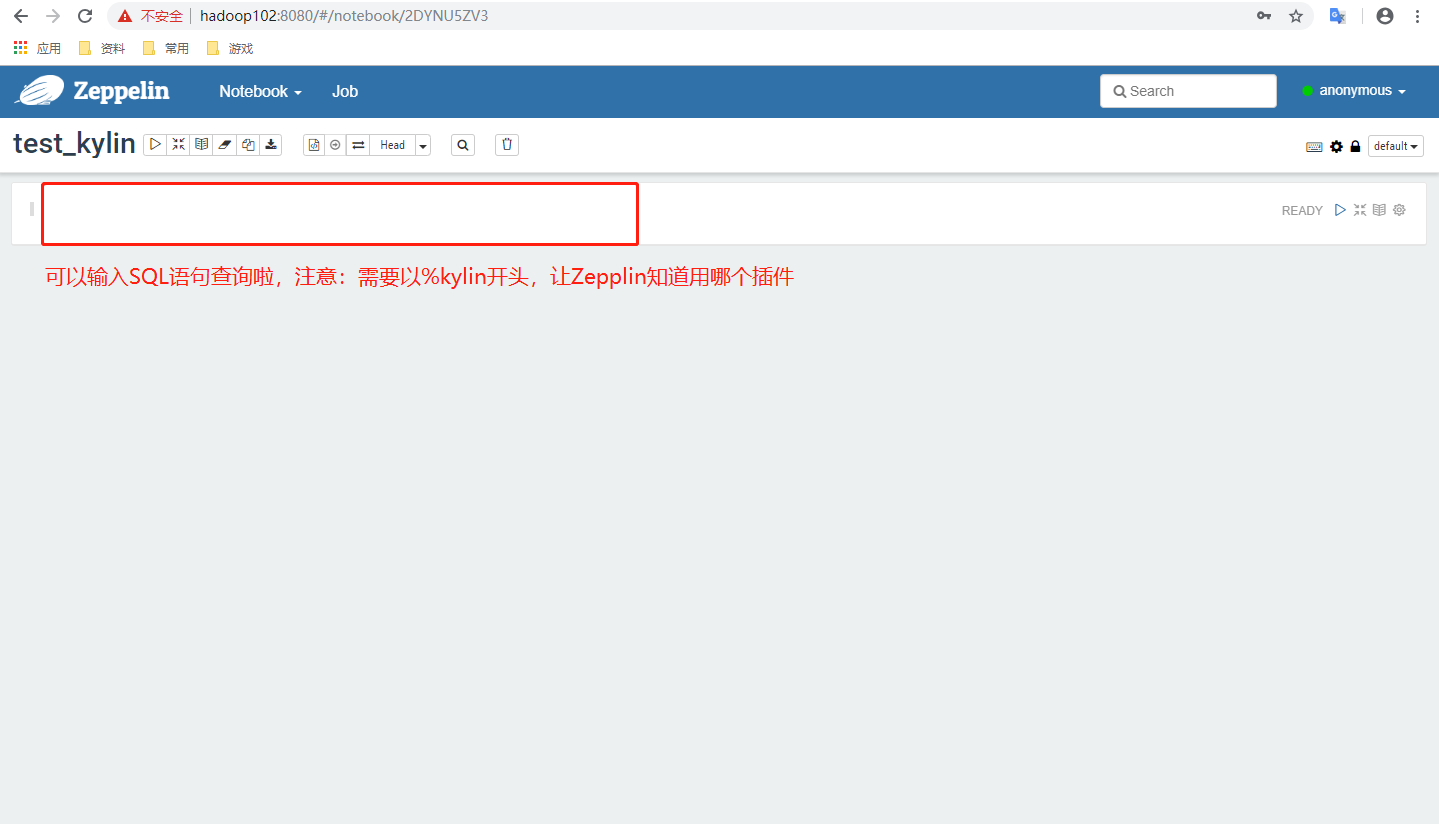 不安全 hadoop102:8080/#/notebook/2DYNU5ZV3
应用 资料 常用 游戏
Zeppelin Notebook Job Search anonymous
test_kylin Head default
READY
可以输入SQL语句查询啦，注意：需要以%kylin开头，让Zepplin知道用哪个插件